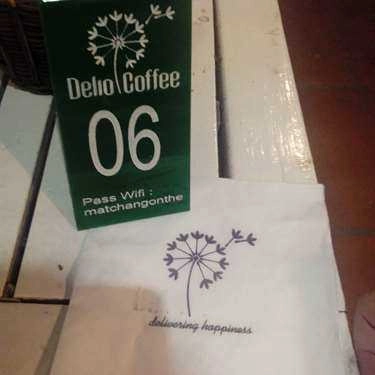 Delio Coffee
06
Pass Wifi :
matchangonthe
delivering happiness